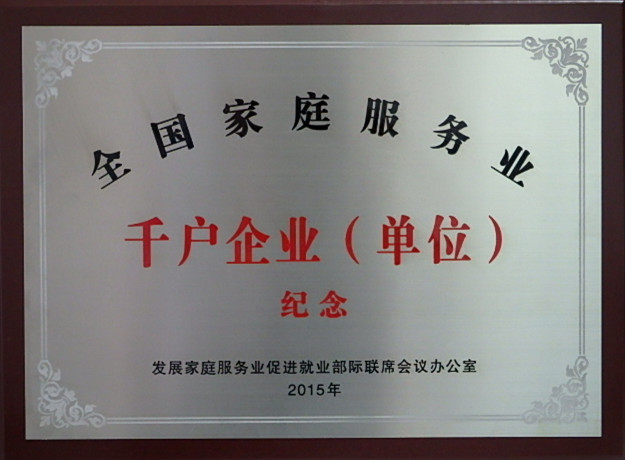 全国家庭服务业
千户企业（单位）
纪念
发展家庭服务业促进就业部际联席会议办公室
2015年